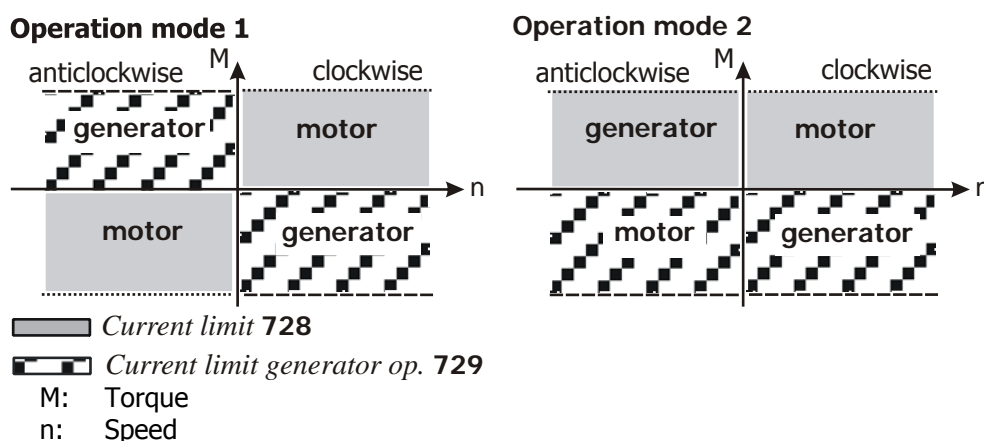 Operation mode 1
M
anticlockwise
clockwise
generator
motor
n
motor
generator
Operation mode 2
M
anticlockwise
clockwise
generator
motor
n
motor
generator
Current limit 728
Current limit generator op. 729
M: Torque
n: Speed